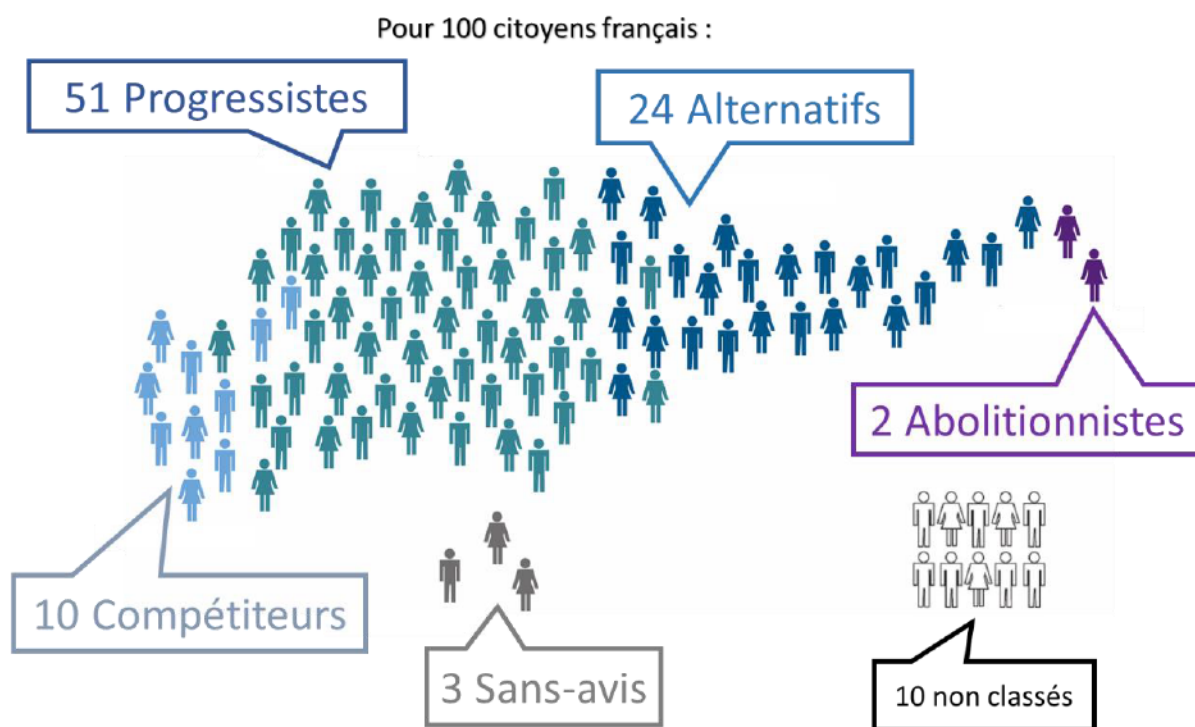 Pour 100 citoyens français :
51 Progressistes
24 Alternatifs
2 Abolitionnistes
10 Compétiteurs
3 Sans-avis
10 non classés